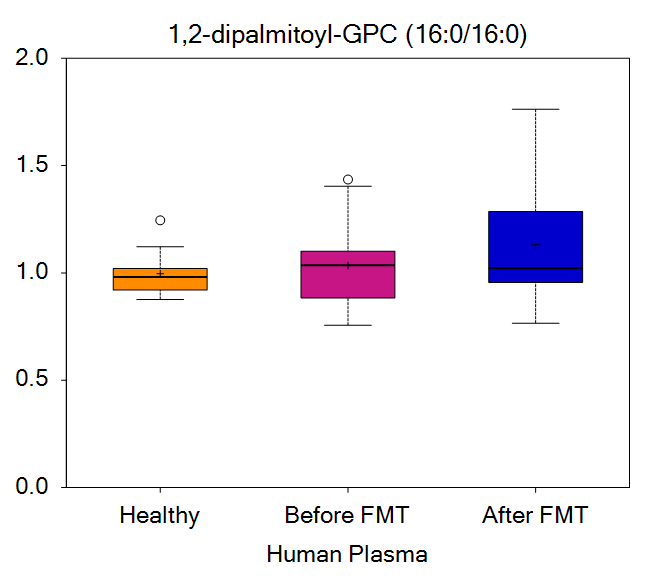 1,2-dipalmitoyl-GPC (16:0/16:0)
2.0
1.5
1.0
0.5
0.0
Healthy Before FMT After FMT
Human Plasma